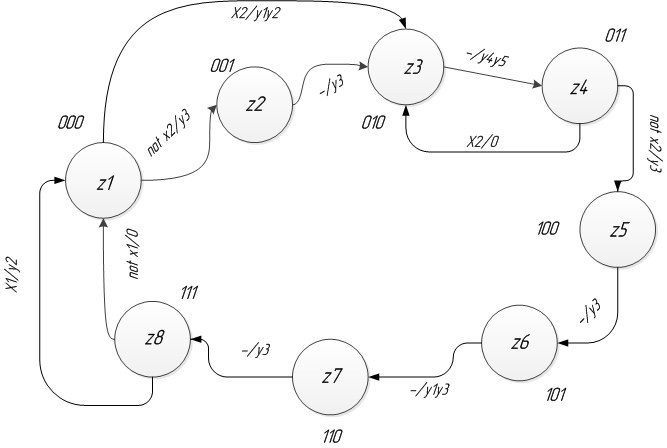 X2/y1y2
011
-/y4y5
001
z3
-/y3
z4
z2
not x2/y3
000
010
X2/0
not x2/y3
z1
100
z5
not x1/0
X1/y2
111
-/y3
z8
-/y3
z6
z7
-/y1y3
101
110